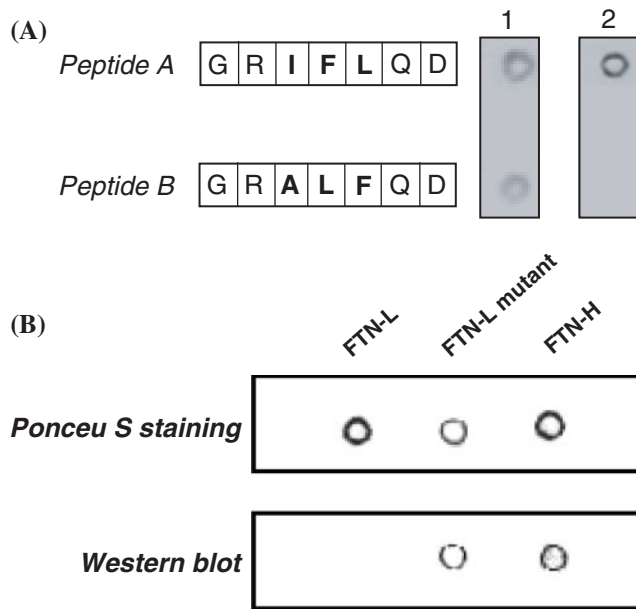 (A)
1 2
Peptide A G R I F L Q D
Peptide B G R A L F Q D
(B)
FTN-L FTN-L mutant FTN-H
Ponceu S staining
Western blot